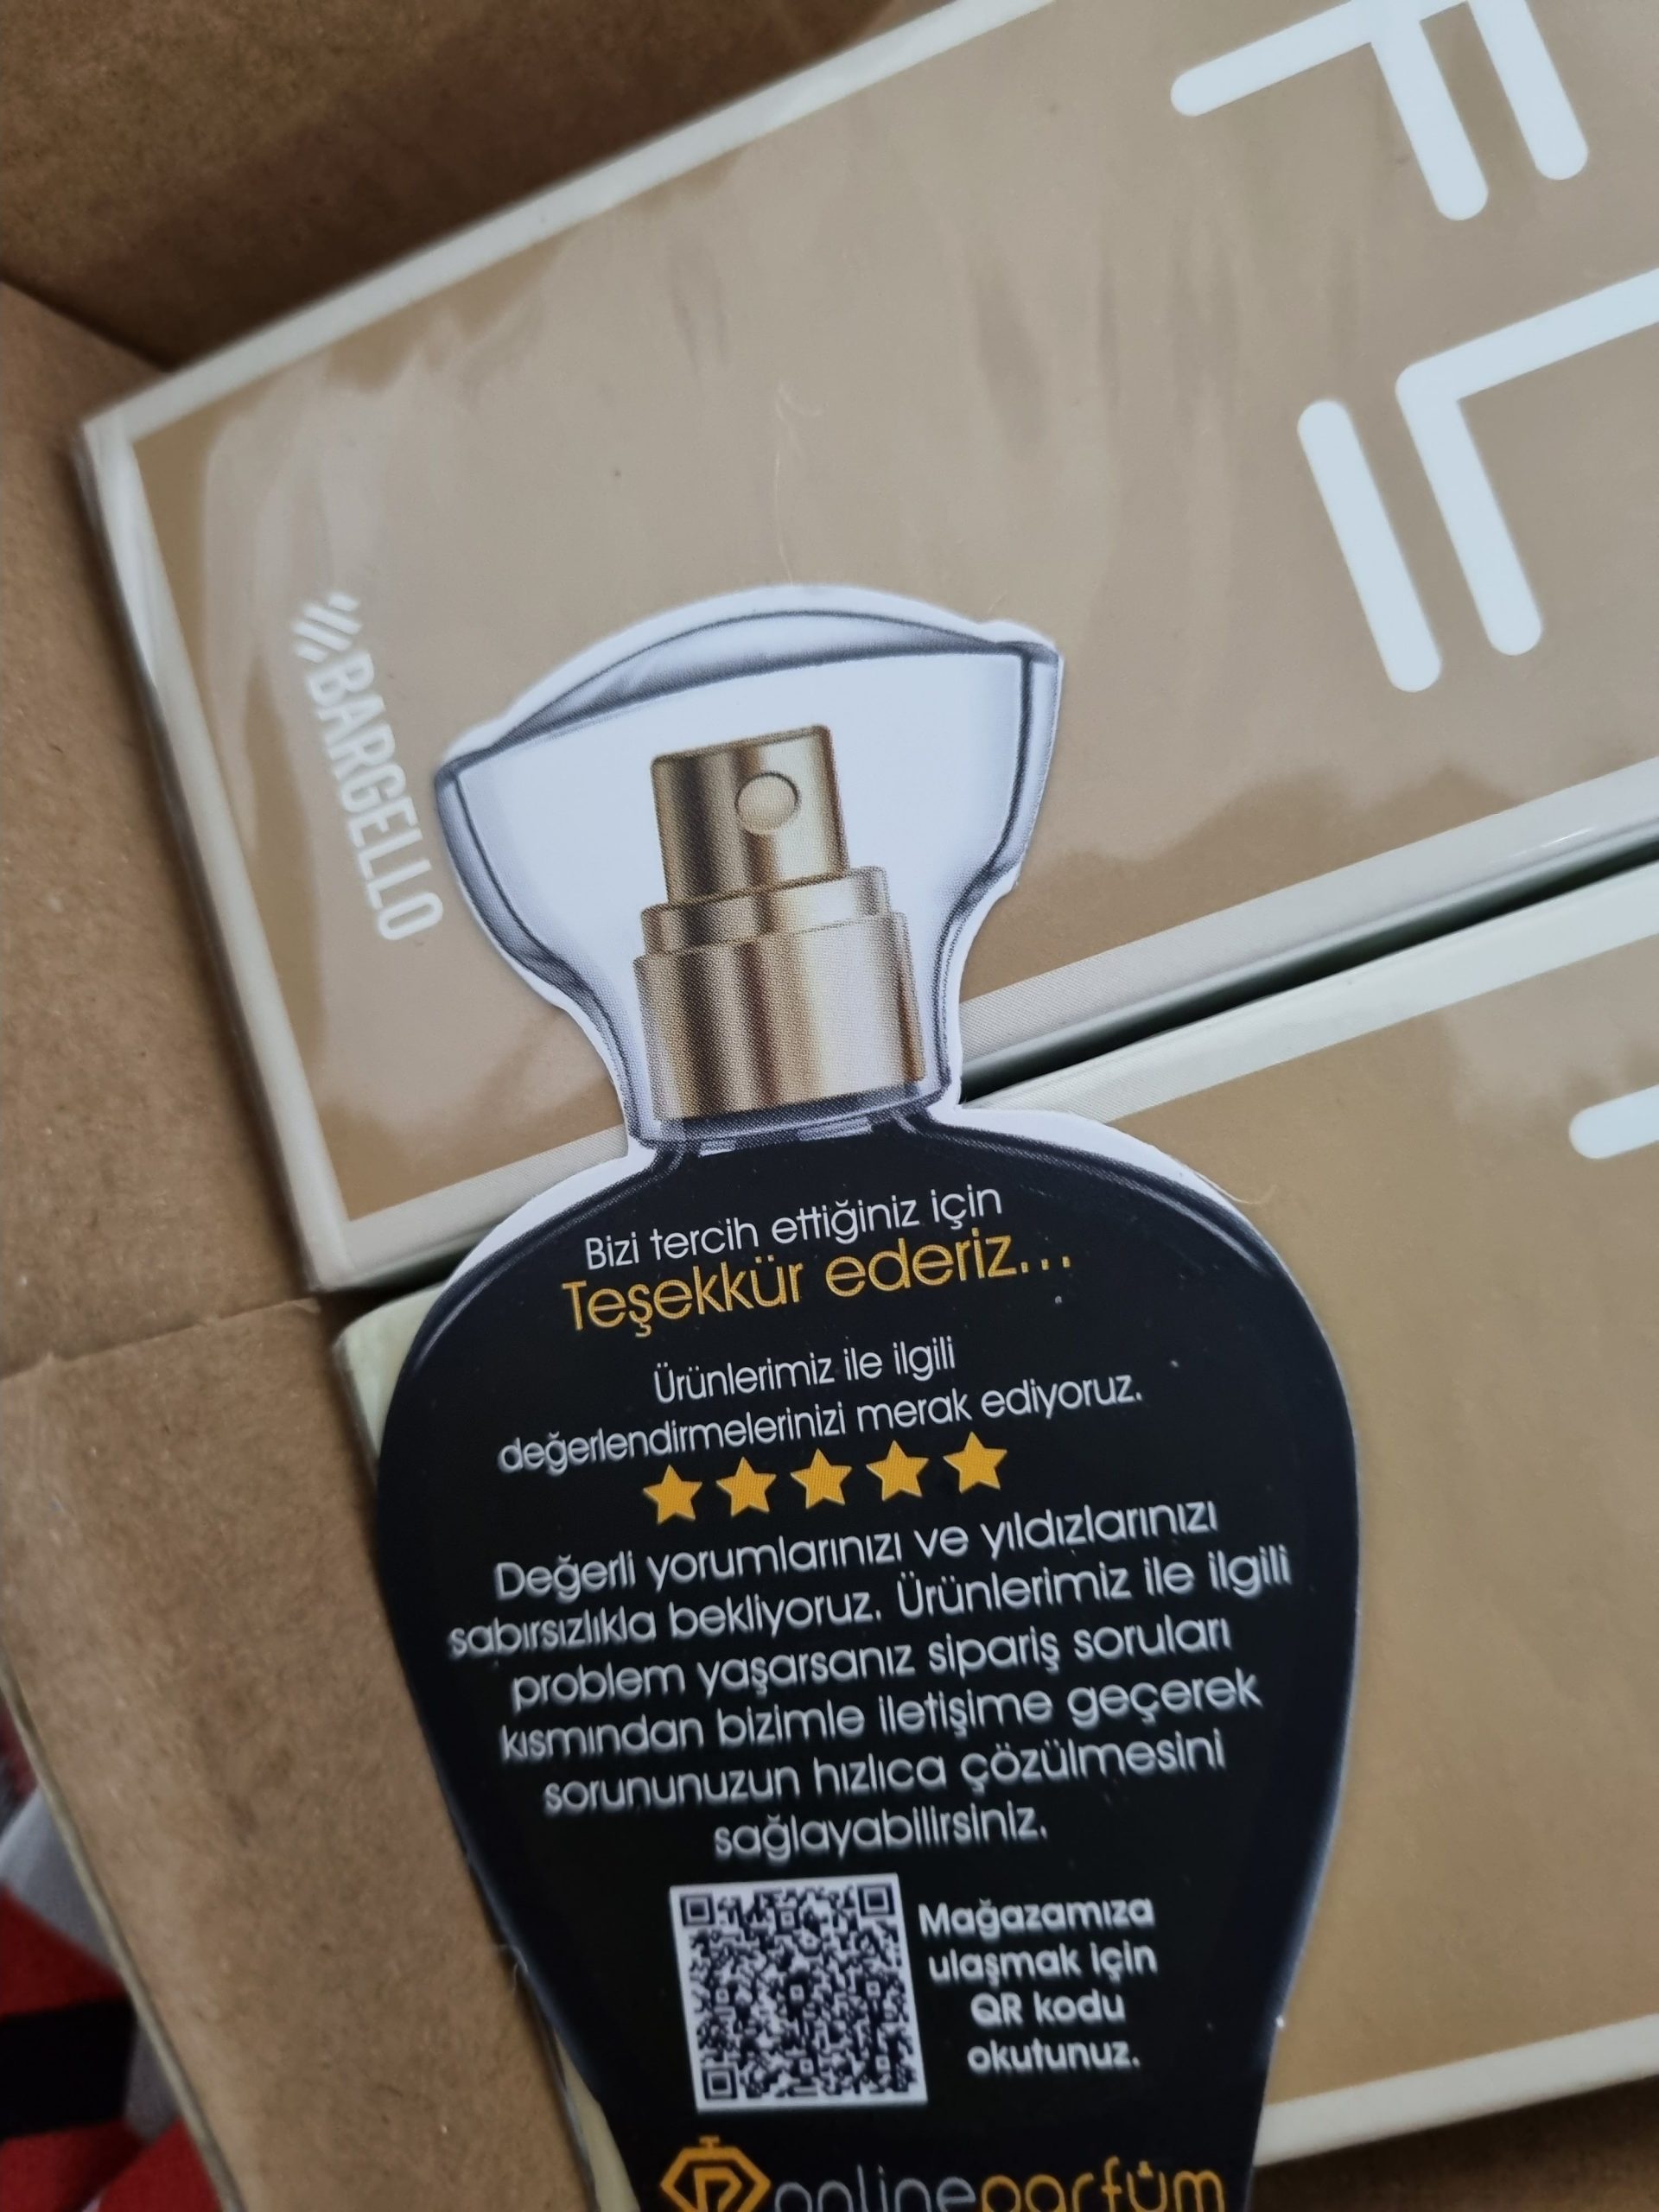 BARGELLO
Bizi tercih ettiğiniz için
Teşekkür ederiz...
Ürünlerimiz ile ilgili
değerlendirmelerinizi merak ediyoruz.
Değerli yorumlarınızı ve yıldızlarınızı
sabırsızlıkla bekliyoruz. Ürünlerimiz ile ilgili
problem yaşarsanız sipariş soruları
kısmından bizimle iletişime geçerek
sorununuzun hızlıca çözülmesini
sağlayabilirsiniz.
Mağazamıza
ulaşmak için
QR kodu
okutunuz.
onlineparfüm